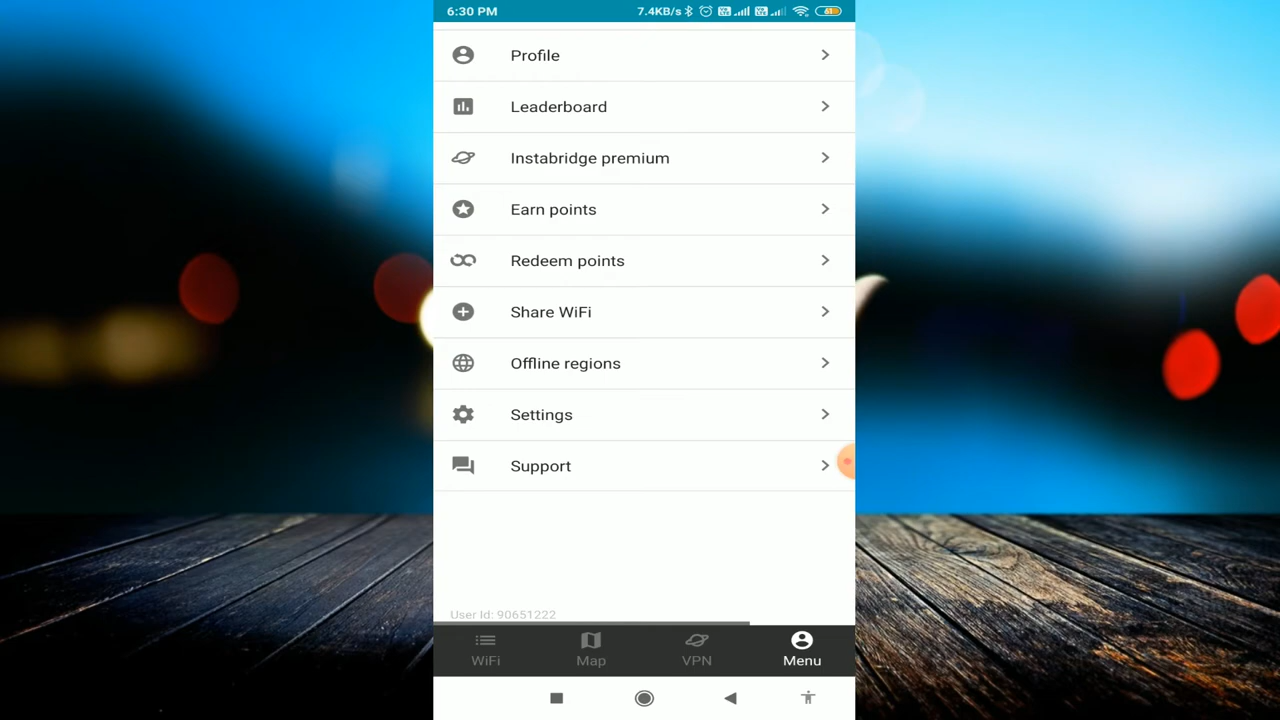 6:30 PM 7.4KB/s 61
Profile
Leaderboard
Instabridge premium
Earn points
Redeem points
Share WiFi
Offline regions
Settings
Support
User Id: 90651222
WiFi Map VPN Menu